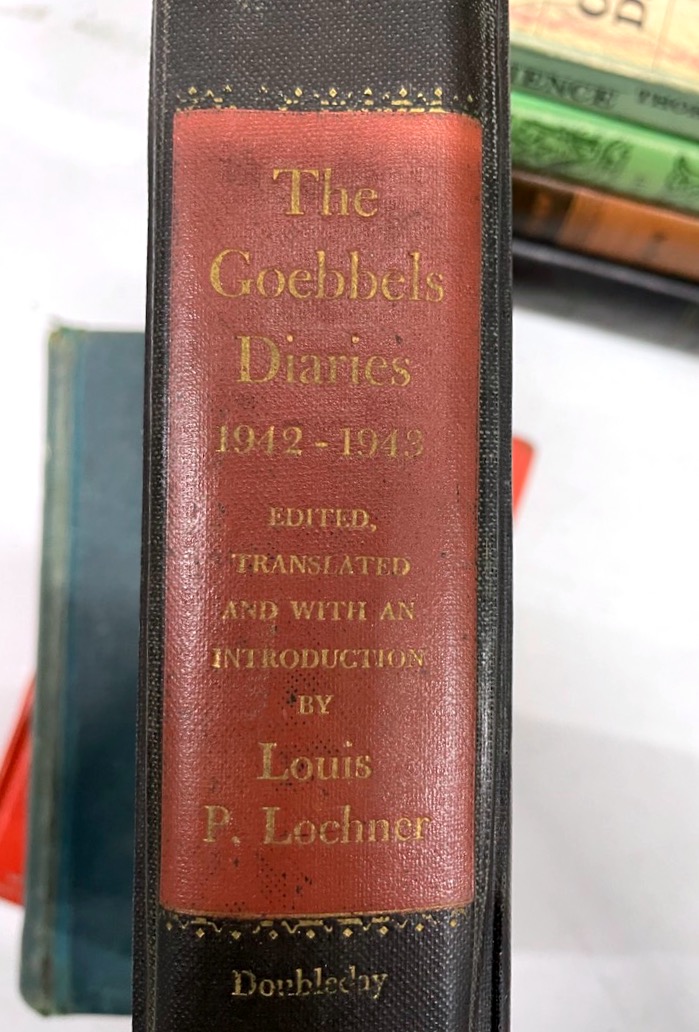 The
Goebbels
Diaries
1942 - 1943
EDITED,
TRANSLATED
AND WITH AN
INTRODUCTION
BY
Louis
P. Lochner
Doubleday